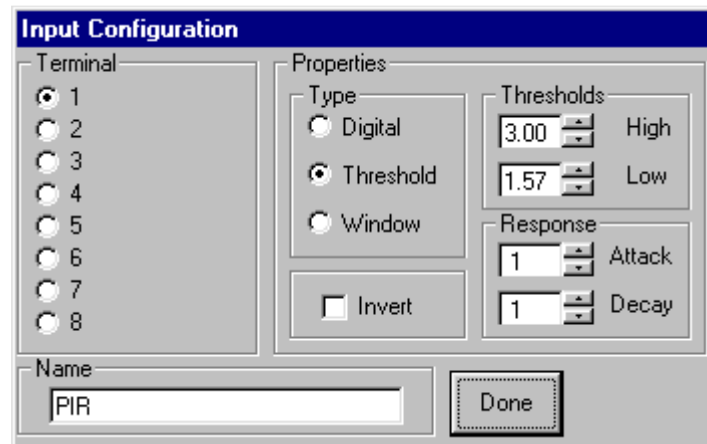 Input Configuration
Terminal
1
2
3
4
5
6
7
8
Properties
Type
Digital
Threshold
Window
Invert
Thresholds
3.00 High
1.57 Low
Response
1 Attack
1 Decay
Name
PIR
Done